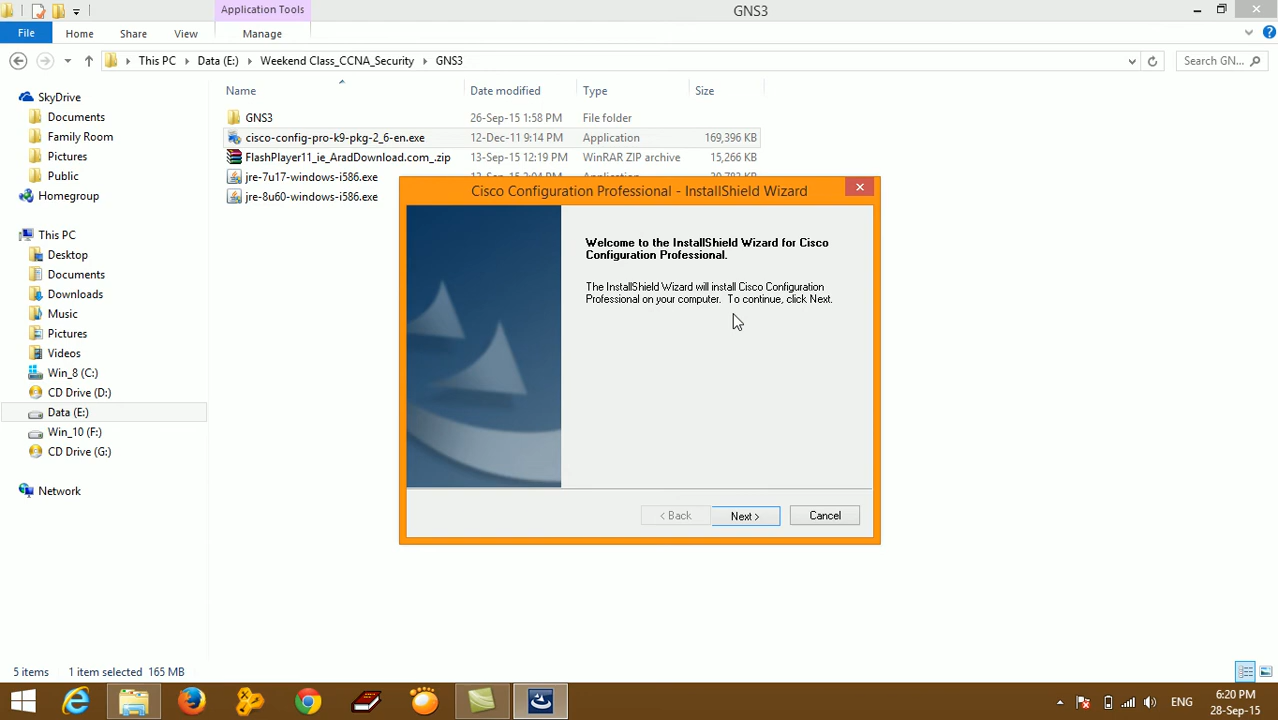 Application Tools
GNS3
File
Home
Share
View
Manage
This PC
Data (E:)
Weekend Class_CCNA_Security
GNS3
Search GN...
Name
Date modified
Type
Size
SkyDrive
Documents
Family Room
Pictures
Public
Homegroup
This PC
Desktop
Documents
Downloads
Music
Pictures
Videos
Win_8 (C:)
CD Drive (D:)
Data (E:)
Win_10 (F:)
CD Drive (G:)
Network
GNS3 26-Sep-15 1:58 PM File folder
cisco-config-pro-k9-pkg-2_6-en.exe 12-Dec-11 9:14 PM Application 169,396 KB
FlashPlayer11_ie_AradDownload.com_.zip 13-Sep-15 12:19 PM WinRAR ZIP archive 15,266 KB
jre-7u17-windows-i586.exe
jre-8u60-windows-i586.exe
Cisco Configuration Professional - InstallShield Wizard
Welcome to the InstallShield Wizard for Cisco
Configuration Professional.
The InstallShield Wizard will install Cisco Configuration
Professional on your computer. To continue, click Next.
< Back
Next >
Cancel
5 items
1 item selected 165 MB
ENG
6:20 PM
28-Sep-15